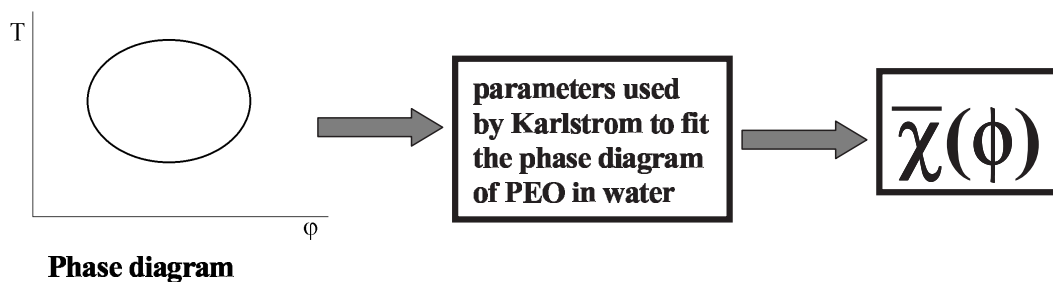 T
φ
Phase diagram
parameters used
by Karlstrom to fit
the phase diagram
of PEO in water
χ̅(ϕ)